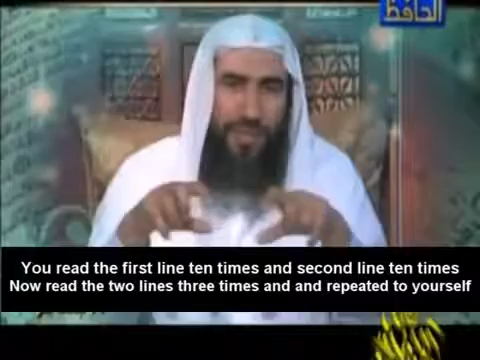 الحافظ
You read the first line ten times and second line ten times
Now read the two lines three times and and repeated to yourself